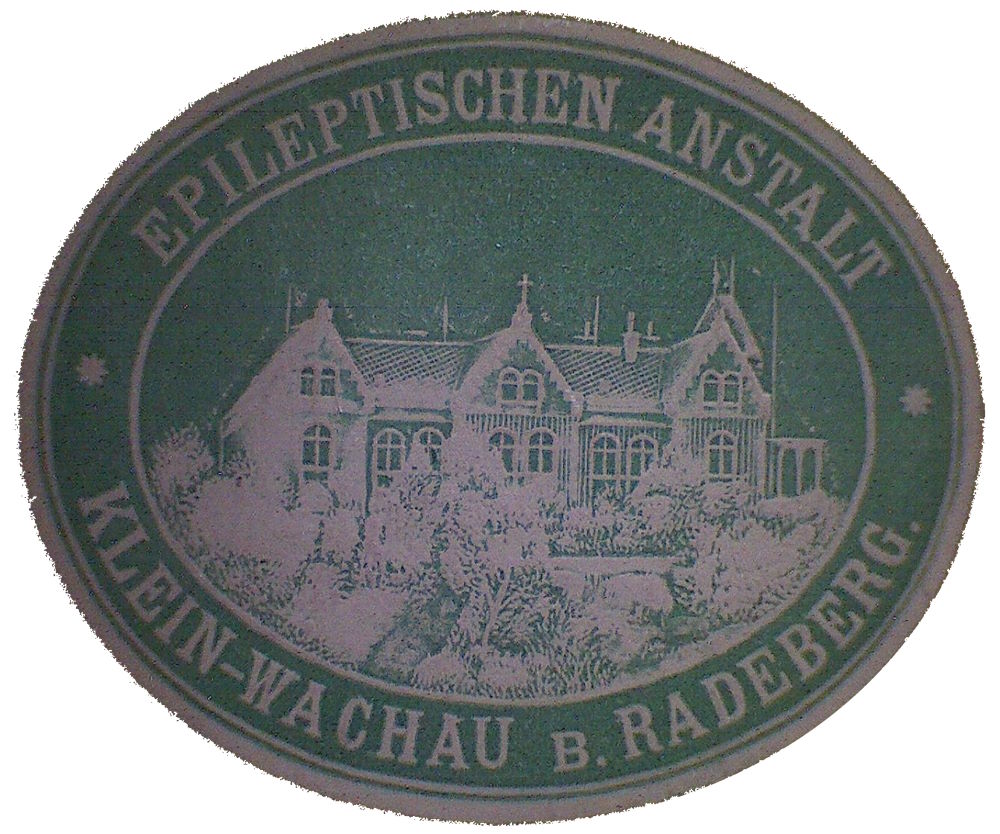 EPILEPTISCHEN ANSTALT
KLEIN-WACHAU B. RADEBERG.